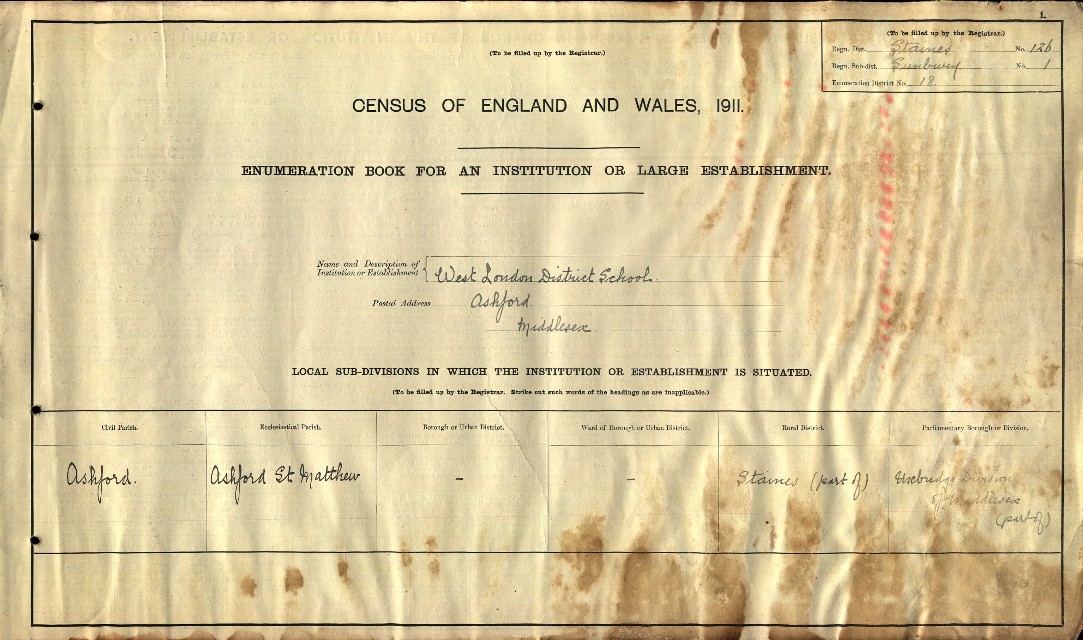 1.
(To be filled up by the Registrar.)
Regn. Dist. Staines No. 126
Regn. Sub-dist. Sunbury No. 1
Enumeration District No. 18
(To be filled up by the Registrar.)
CENSUS OF ENGLAND AND WALES, 1911.
ENUMERATION BOOK FOR AN INSTITUTION OR LARGE ESTABLISHMENT.
Name and Description of
Institution or Establishment { West London District School
Postal Address Ashford
Middlesex
LOCAL SUB-DIVISIONS IN WHICH THE INSTITUTION OR ESTABLISHMENT IS SITUATED.
(To be filled up by the Registrar. Strike out such words of the headings as are inapplicable.)
Civil Parish. Ecclesiastical Parish. Borough or Urban District. Ward of Borough or Urban District. Rural District. Parliamentary Borough or Division.
Ashford. Ashford St Matthew - - Staines (part of) Uxbridge Division
of Middlesex
(part of)